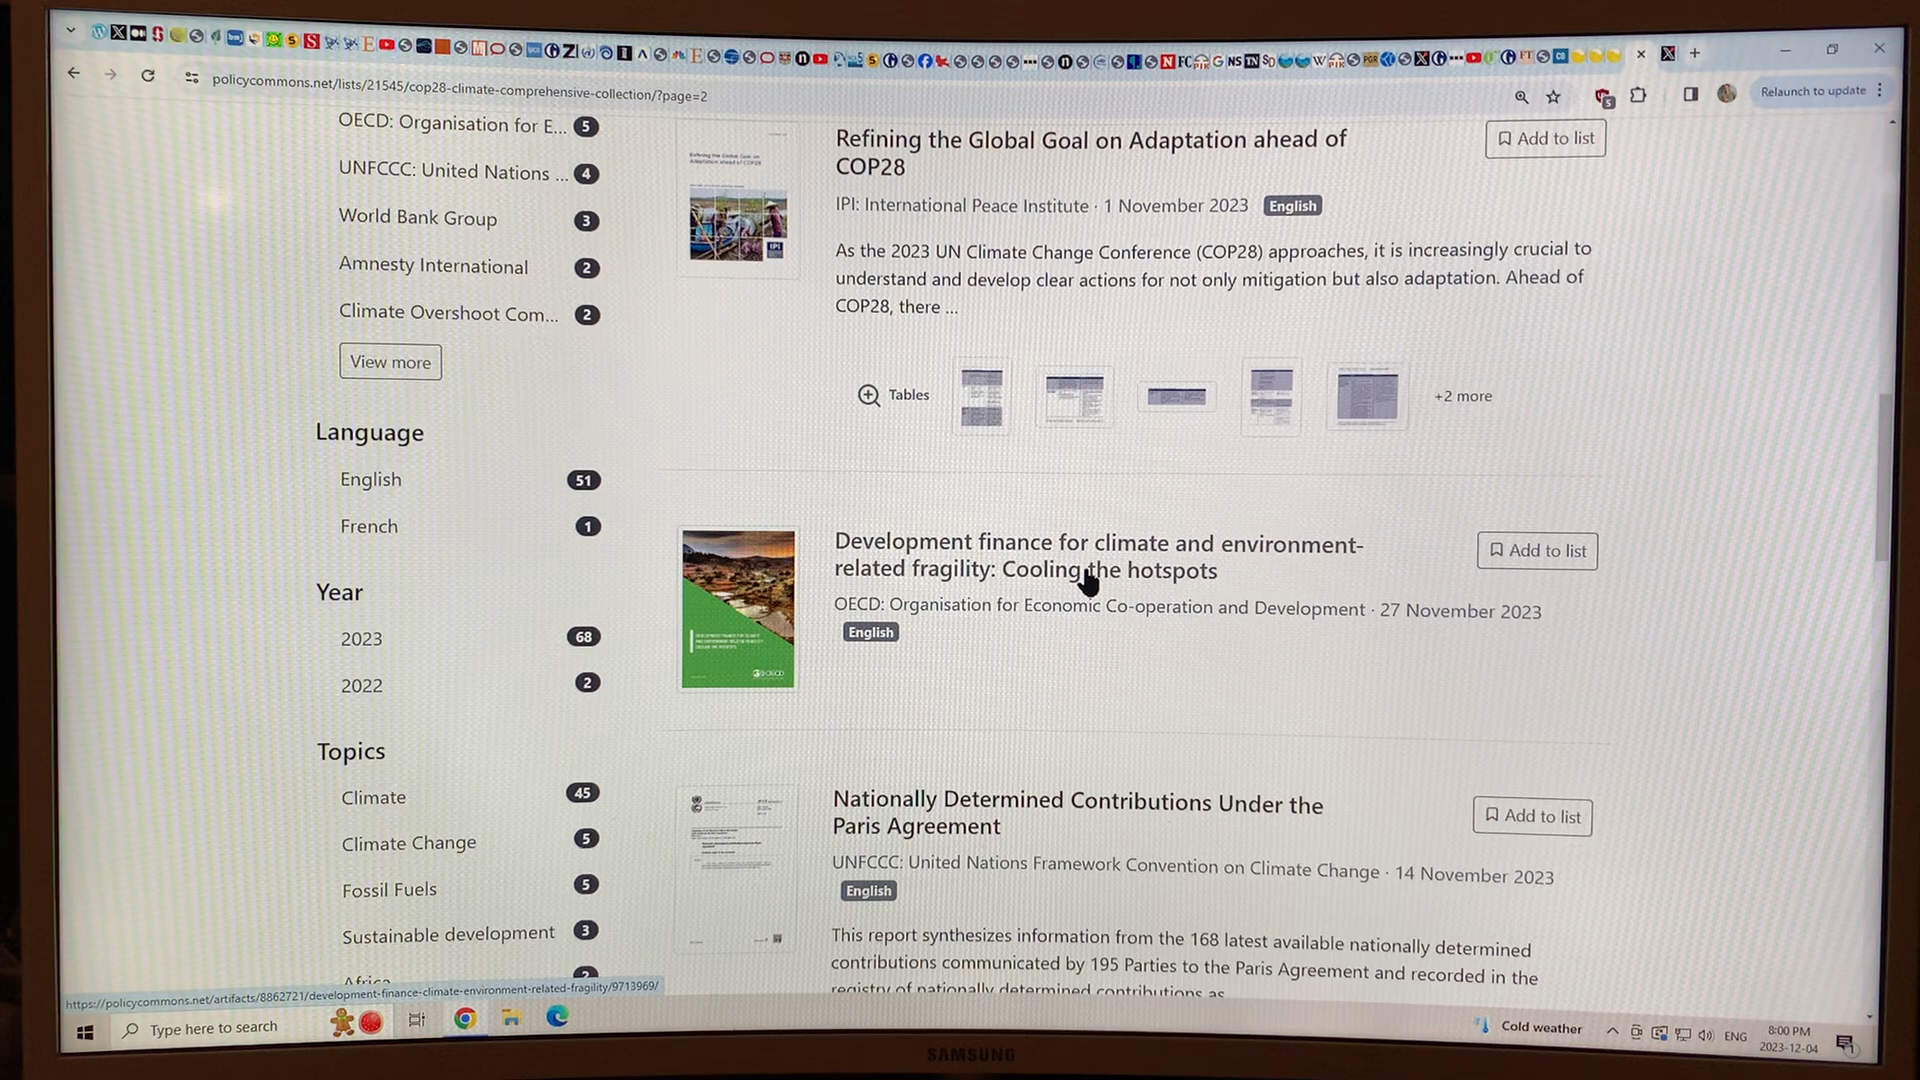 policycommons.net/lists/21545/cop28-climate-comprehensive-collection/?page=2
Relaunch to update
OECD: Organisation for E... 5
UNFCCC: United Nations ... 4
World Bank Group 3
Amnesty International 2
Climate Overshoot Com... 2
View more
Language
English 51
French 1
Year
2023 68
2022 2
Topics
Climate 45
Climate Change 5
Fossil Fuels 5
Sustainable development 3
Africa 2
Refining the Global Goal on Adaptation ahead of
COP28
Add to list
IPI: International Peace Institute · 1 November 2023 English
As the 2023 UN Climate Change Conference (COP28) approaches, it is increasingly crucial to
understand and develop clear actions for not only mitigation but also adaptation. Ahead of
COP28, there ...
Tables
+2 more
Development finance for climate and environment-
related fragility: Cooling the hotspots
Add to list
OECD: Organisation for Economic Co-operation and Development · 27 November 2023
English
Nationally Determined Contributions Under the
Paris Agreement
Add to list
UNFCCC: United Nations Framework Convention on Climate Change · 14 November 2023
English
This report synthesizes information from the 168 latest available nationally determined
contributions communicated by 195 Parties to the Paris Agreement and recorded in the
registry of nationally determined contributions as
https://policycommons.net/artifacts/8862721/development-finance-climate-environment-related-fragility/9713969/
Type here to search
Cold weather
ENG
8:00 PM
2023-12-04
SAMSUNG